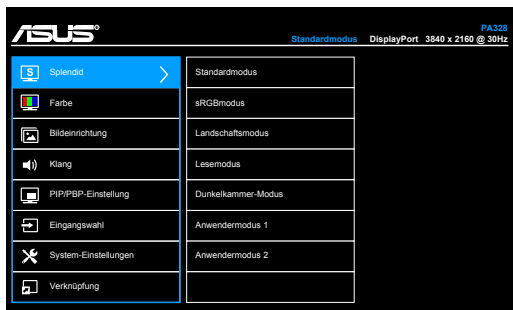 ASUS
PA328
Standardmodus DisplayPort 3840 x 2160 @ 30Hz
S Splendid
Farbe
Bildeinrichtung
Klang
PIP/PBP-Einstellung
Eingangswahl
System-Einstellungen
Verknüpfung
Standardmodus
sRGBmodus
Landschaftsmodus
Lesemodus
Dunkelkammer-Modus
Anwendermodus 1
Anwendermodus 2